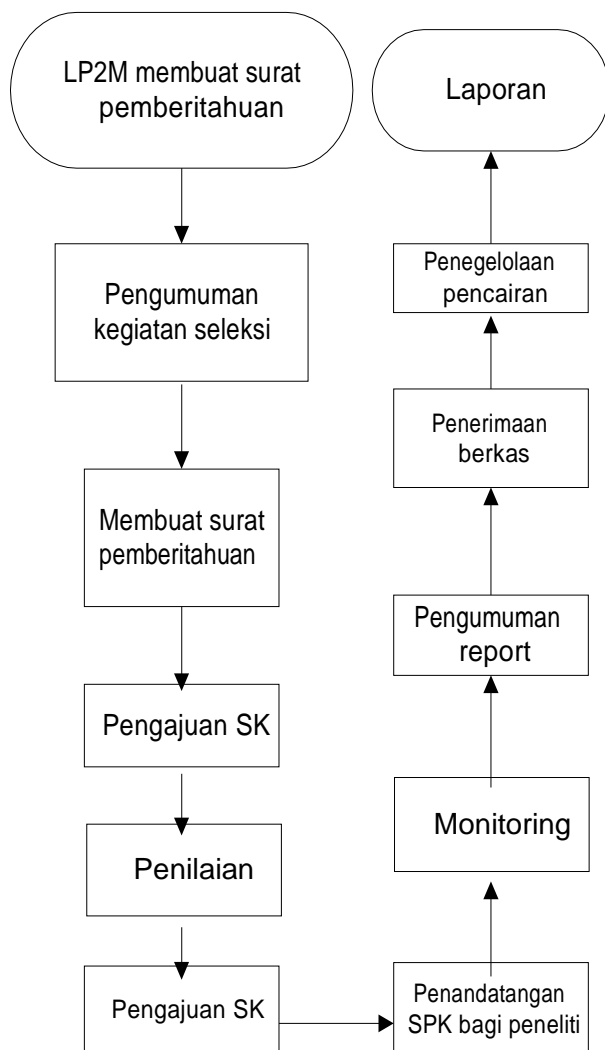 LP2M membuat surat
pemberitahuan
Pengumuman
kegiatan seleksi
Membuat surat
pemberitahuan
Pengajuan SK
Penilaian
Pengajuan SK
Penandatangan
SPK bagi peneliti
Monitoring
Pengumuman
report
Penerimaan
berkas
Penegelolaan
pencairan
Laporan